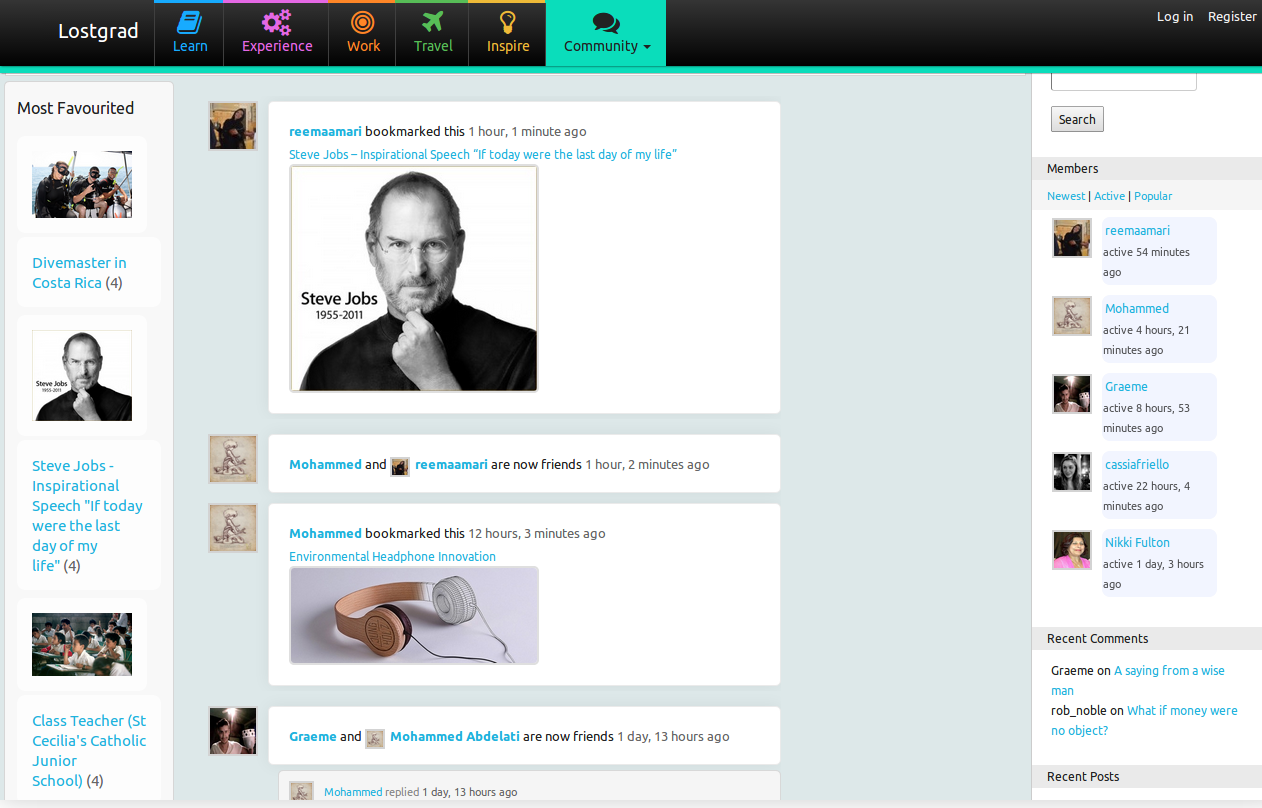 Lostgrad
Learn
Experience
Work
Travel
Inspire
Community
Log in
Register
Most Favourited
Divemaster in
Costa Rica (4)
Steve Jobs
1955-2011
Steve Jobs -
Inspirational
Speech "If today
were the last
day of my
life" (4)
Class Teacher (St
Cecilia's Catholic
Junior
School) (4)
reemaamari bookmarked this 1 hour, 1 minute ago
Steve Jobs – Inspirational Speech "If today were the last day of my life"
Steve Jobs
1955-2011
Mohammed and reemaamari are now friends 1 hour, 2 minutes ago
Mohammed bookmarked this 12 hours, 3 minutes ago
Environmental Headphone Innovation
Graeme and Mohammed Abdelati are now friends 1 day, 13 hours ago
Mohammed replied 1 day, 13 hours ago
Search
Members
Newest | Active | Popular
reemaamari
active 54 minutes
ago
Mohammed
active 4 hours, 21
minutes ago
Graeme
active 8 hours, 53
minutes ago
cassiafriello
active 22 hours, 4
minutes ago
Nikki Fulton
active 1 day, 3 hours
ago
Recent Comments
Graeme on A saying from a wise
man
rob_noble on What if money were
no object?
Recent Posts